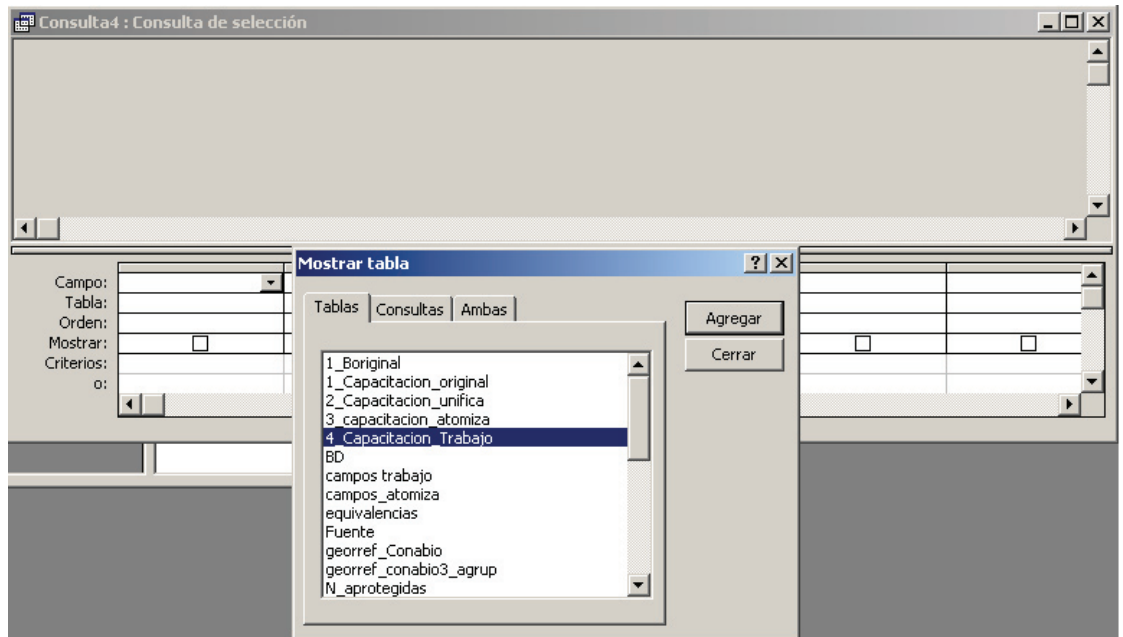 Consulta4 : Consulta de selección
Campo:
Tabla:
Orden:
Mostrar:
Criterios:
o:
Mostrar tabla
Tablas Consultas Ambas
Agregar
Cerrar
1_Boriginal
1_Capacitacion_original
2_Capacitacion_unifica
3_capacitacion_atomiza
4_Capacitacion_Trabajo
BD
campos trabajo
campos_atomiza
equivalencias
Fuente
georref_Conabio
georref_conabio3_agrup
N_aprotegidas